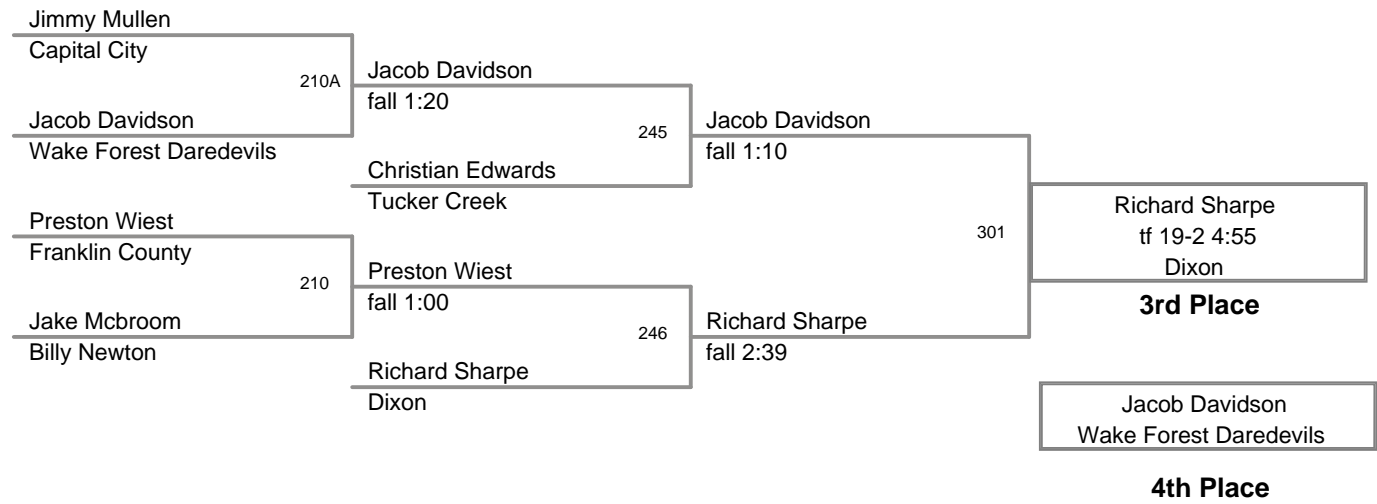 Jimmy Mullen
Capital City
210A
Jacob Davidson
fall 1:20
Jacob Davidson
Wake Forest Daredevils
245
Jacob Davidson
fall 1:10
Christian Edwards
Tucker Creek
Preston Wiest
Franklin County
210
Preston Wiest
fall 1:00
Jake Mcbroom
Billy Newton
246
Richard Sharpe
fall 2:39
Richard Sharpe
Dixon
301
Richard Sharpe
tf 19-2 4:55
Dixon
3rd Place
Jacob Davidson
Wake Forest Daredevils
4th Place